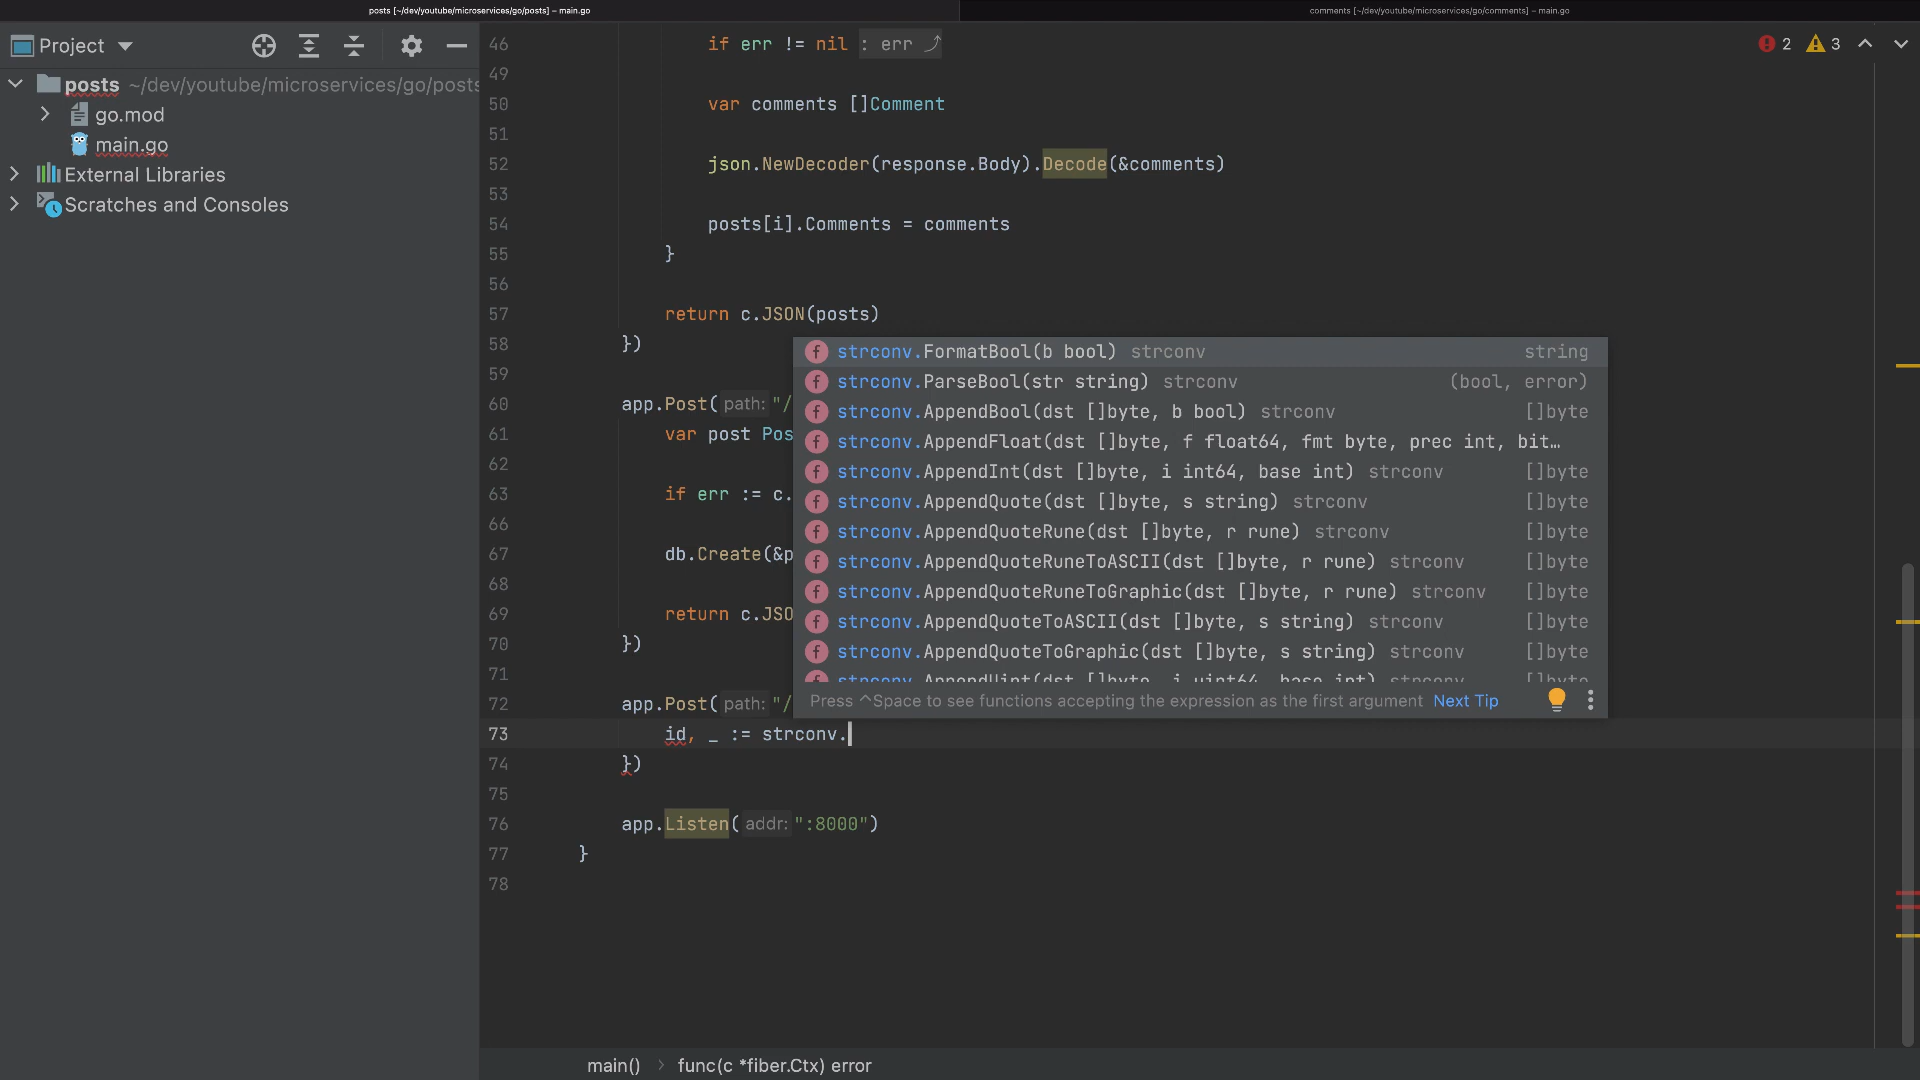 posts [~/dev/youtube/microservices/go/posts] – main.go
comments [~/dev/youtube/microservices/go/comments] – main.go
Project
posts ~/dev/youtube/microservices/go/posts
go.mod
main.go
External Libraries
Scratches and Consoles
2 3
46 if err != nil : err
49
50 var comments []Comment
51
52 json.NewDecoder(response.Body).Decode(&comments)
53
54 posts[i].Comments = comments
55 }
56
57 return c.JSON(posts)
58 })
59
60 app.Post( path: "/
61 var post Pos
62
63 if err := c.
66
67 db.Create(&p
68
69 return c.JSO
70 })
71
72 app.Post( path: "/
73 id, _ := strconv.
74 })
75
76 app.Listen( addr: ":8000")
77 }
78
strconv.FormatBool(b bool) strconv string
strconv.ParseBool(str string) strconv (bool, error)
strconv.AppendBool(dst []byte, b bool) strconv []byte
strconv.AppendFloat(dst []byte, f float64, fmt byte, prec int, bit…
strconv.AppendInt(dst []byte, i int64, base int) strconv []byte
strconv.AppendQuote(dst []byte, s string) strconv []byte
strconv.AppendQuoteRune(dst []byte, r rune) strconv []byte
strconv.AppendQuoteRuneToASCII(dst []byte, r rune) strconv []byte
strconv.AppendQuoteRuneToGraphic(dst []byte, r rune) strconv []byte
strconv.AppendQuoteToASCII(dst []byte, s string) strconv []byte
strconv.AppendQuoteToGraphic(dst []byte, s string) strconv []byte
strconv.AppendUint(dst []byte, i uint64, base int) strconv []byte
Press ^Space to see functions accepting the expression as the first argument Next Tip
main() > func(c *fiber.Ctx) error